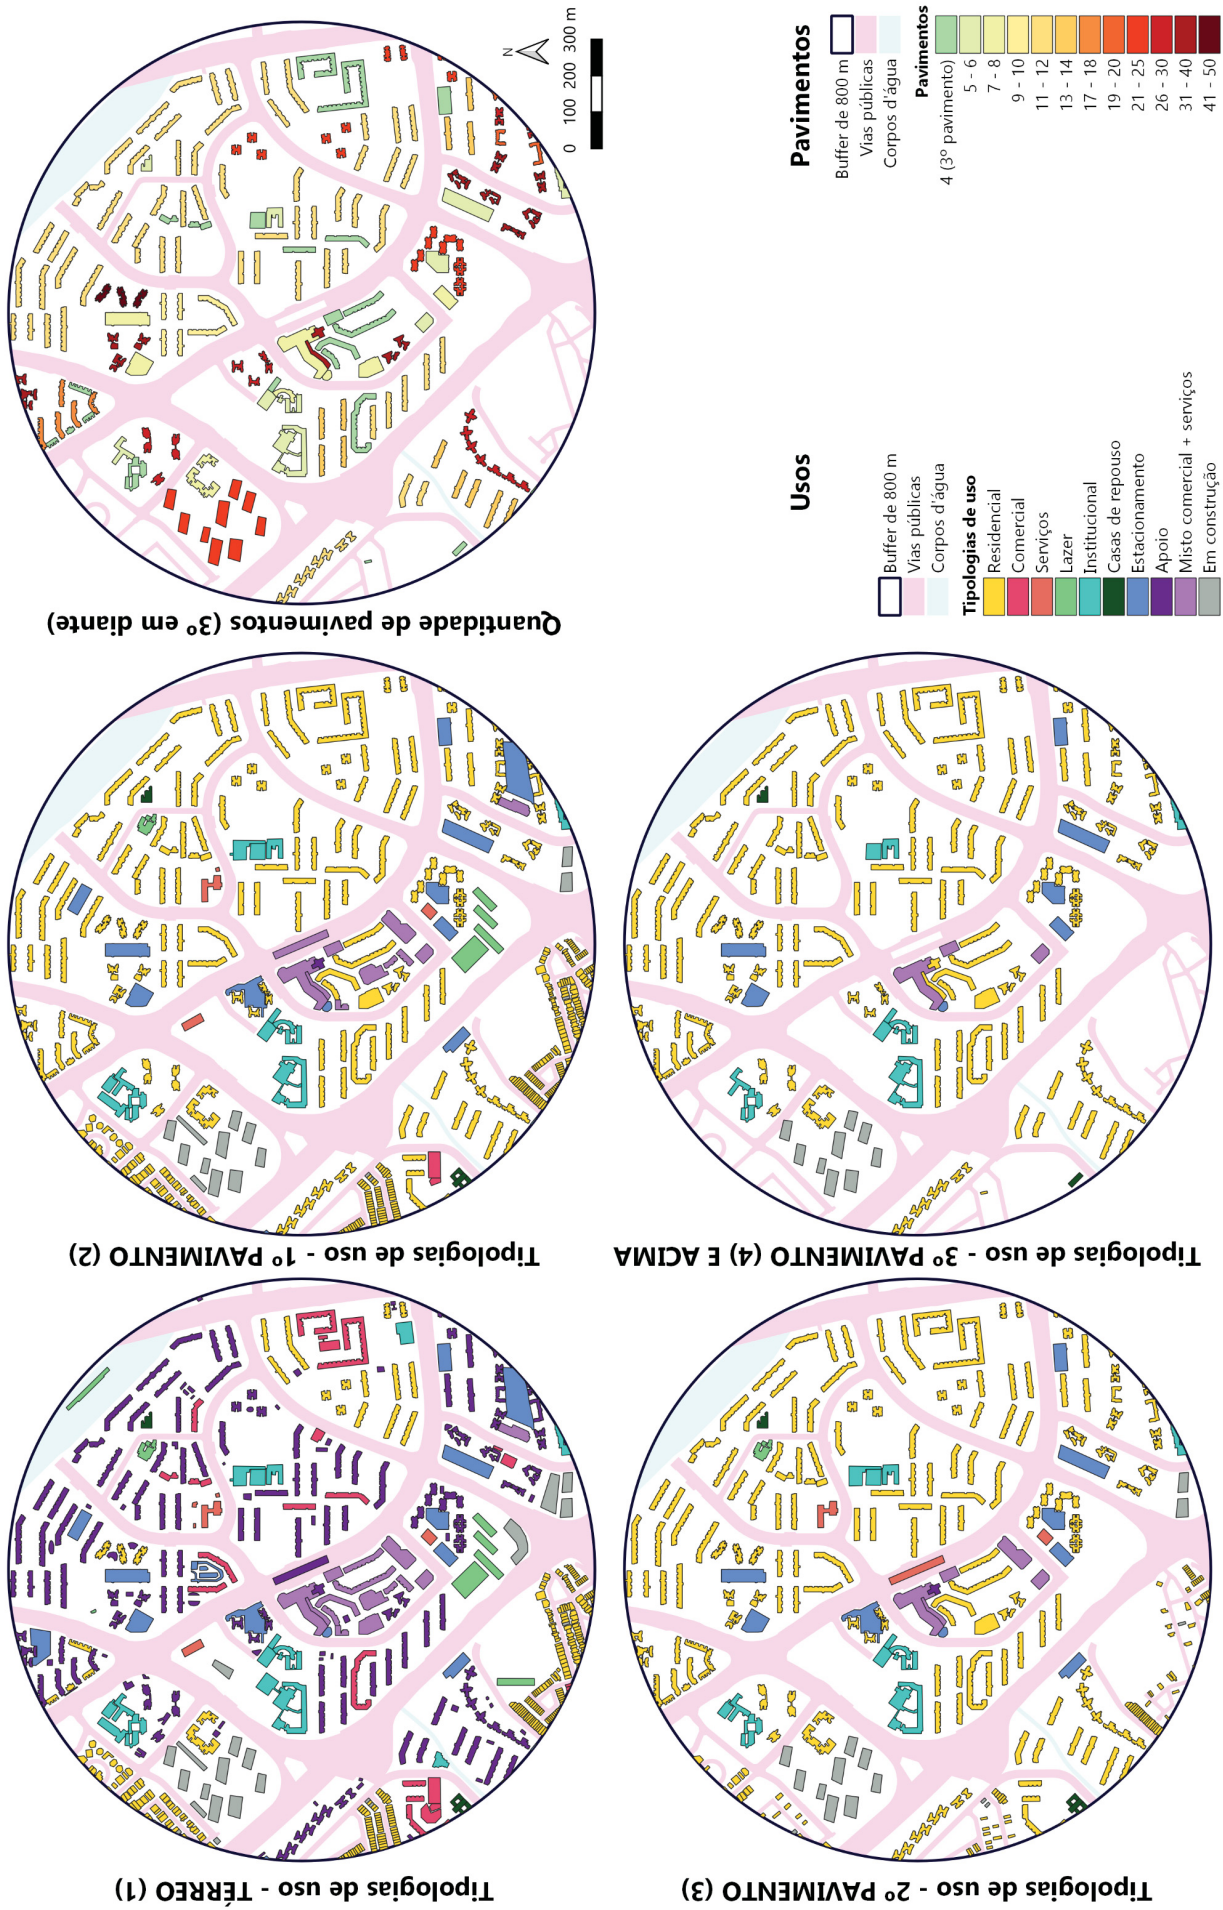 Tipologias de uso - TÉRREO (1)
Tipologias de uso - 1º PAVIMENTO (2)
Quantidade de pavimentos (3º em diante)
N
0 100 200 300 m
Tipologias de uso - 2º PAVIMENTO (3)
Tipologias de uso - 3º PAVIMENTO (4) E ACIMA
Usos
Buffer de 800 m
Vias públicas
Corpos d'água
Tipologias de uso
Residencial
Comercial
Serviços
Lazer
Institucional
Casas de repouso
Estacionamento
Apoio
Misto comercial + serviços
Em construção
Pavimentos
Buffer de 800 m
Vias públicas
Corpos d'água
Pavimentos
4 (3º pavimento)
5 - 6
7 - 8
9 - 10
11 - 12
13 - 14
17 - 18
19 - 20
21 - 25
26 - 30
31 - 40
41 - 50